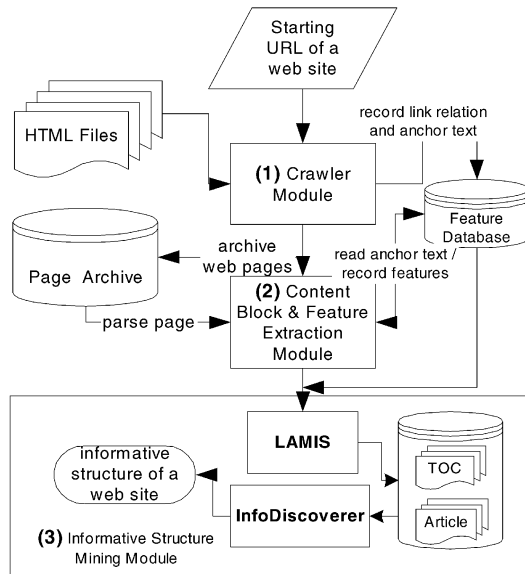 Starting
URL of a
web site
HTML Files
record link relation
and anchor text
(1) Crawler
Module
Feature
Database
archive
web pages
read anchor text /
record features
Page Archive
(2) Content
Block & Feature
Extraction
Module
parse page
LAMIS
informative
structure of a
web site
TOC
InfoDiscoverer
Article
(3) Informative Structure
Mining Module